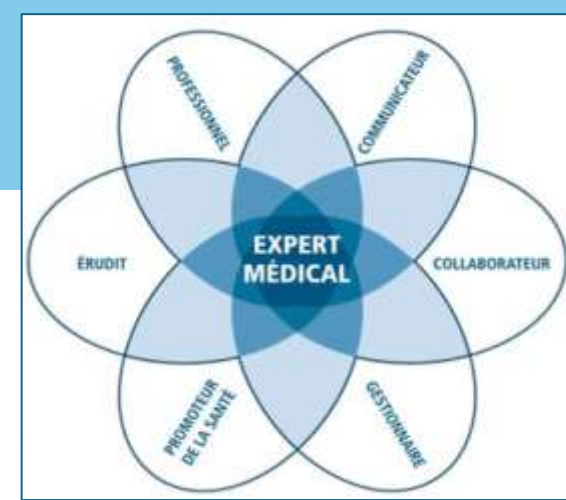 PROFESSIONNEL
COMMUNICATEUR
ÉRUDIT
EXPERT
MÉDICAL
COLLABORATEUR
PROMOTEUR
DE LA SANTÉ
GESTIONNAIRE